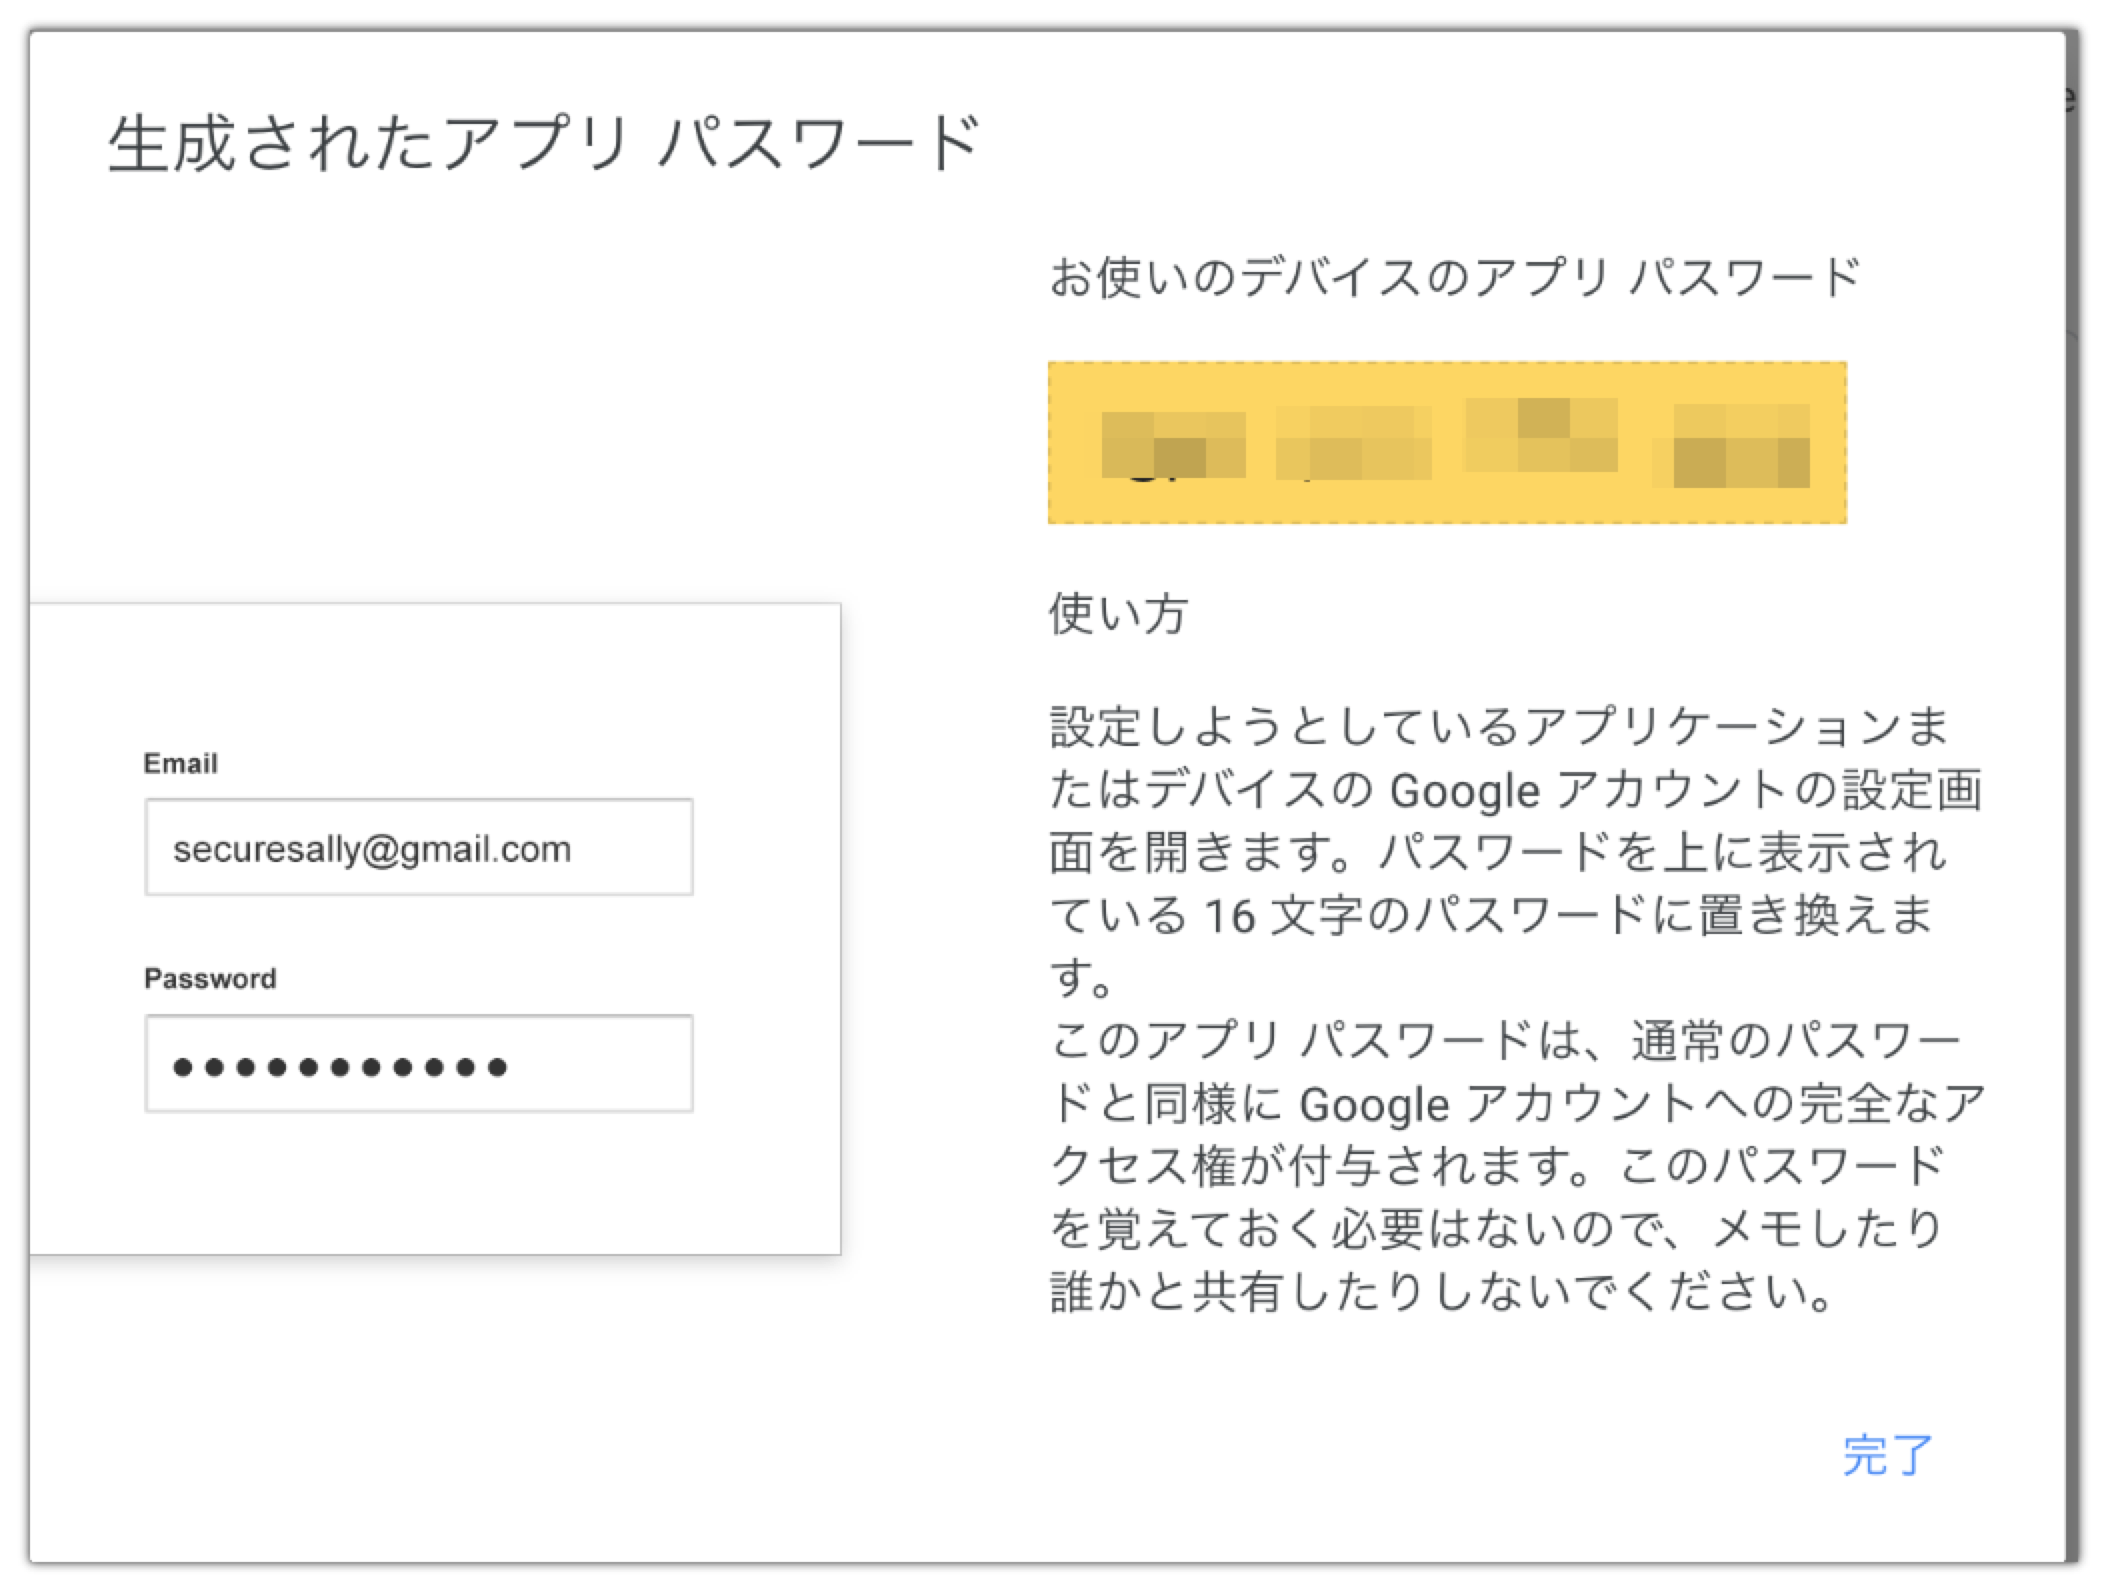 生成されたアプリ パスワード
お使いのデバイスのアプリ パスワード
使い方
設定しようとしているアプリケーションま
たはデバイスの Google アカウントの設定画
面を開きます。パスワードを上に表示され
ている 16 文字のパスワードに置き換えま
す。
このアプリ パスワードは、通常のパスワー
ドと同様に Google アカウントへの完全なア
クセス権が付与されます。このパスワード
を覚えておく必要はないので、メモしたり
誰かと共有したりしないでください。
Email
securesally@gmail.com
Password
●●●●●●●●●●●
完了